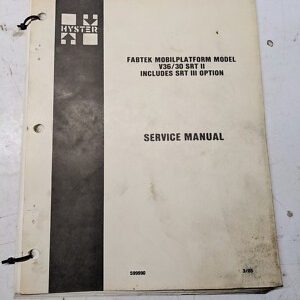 HYSTER
FABTEK MOBILPLATFORM MODEL
V36/30 SRT II
INCLUDES SRT III OPTION
SERVICE MANUAL
599990 3/85